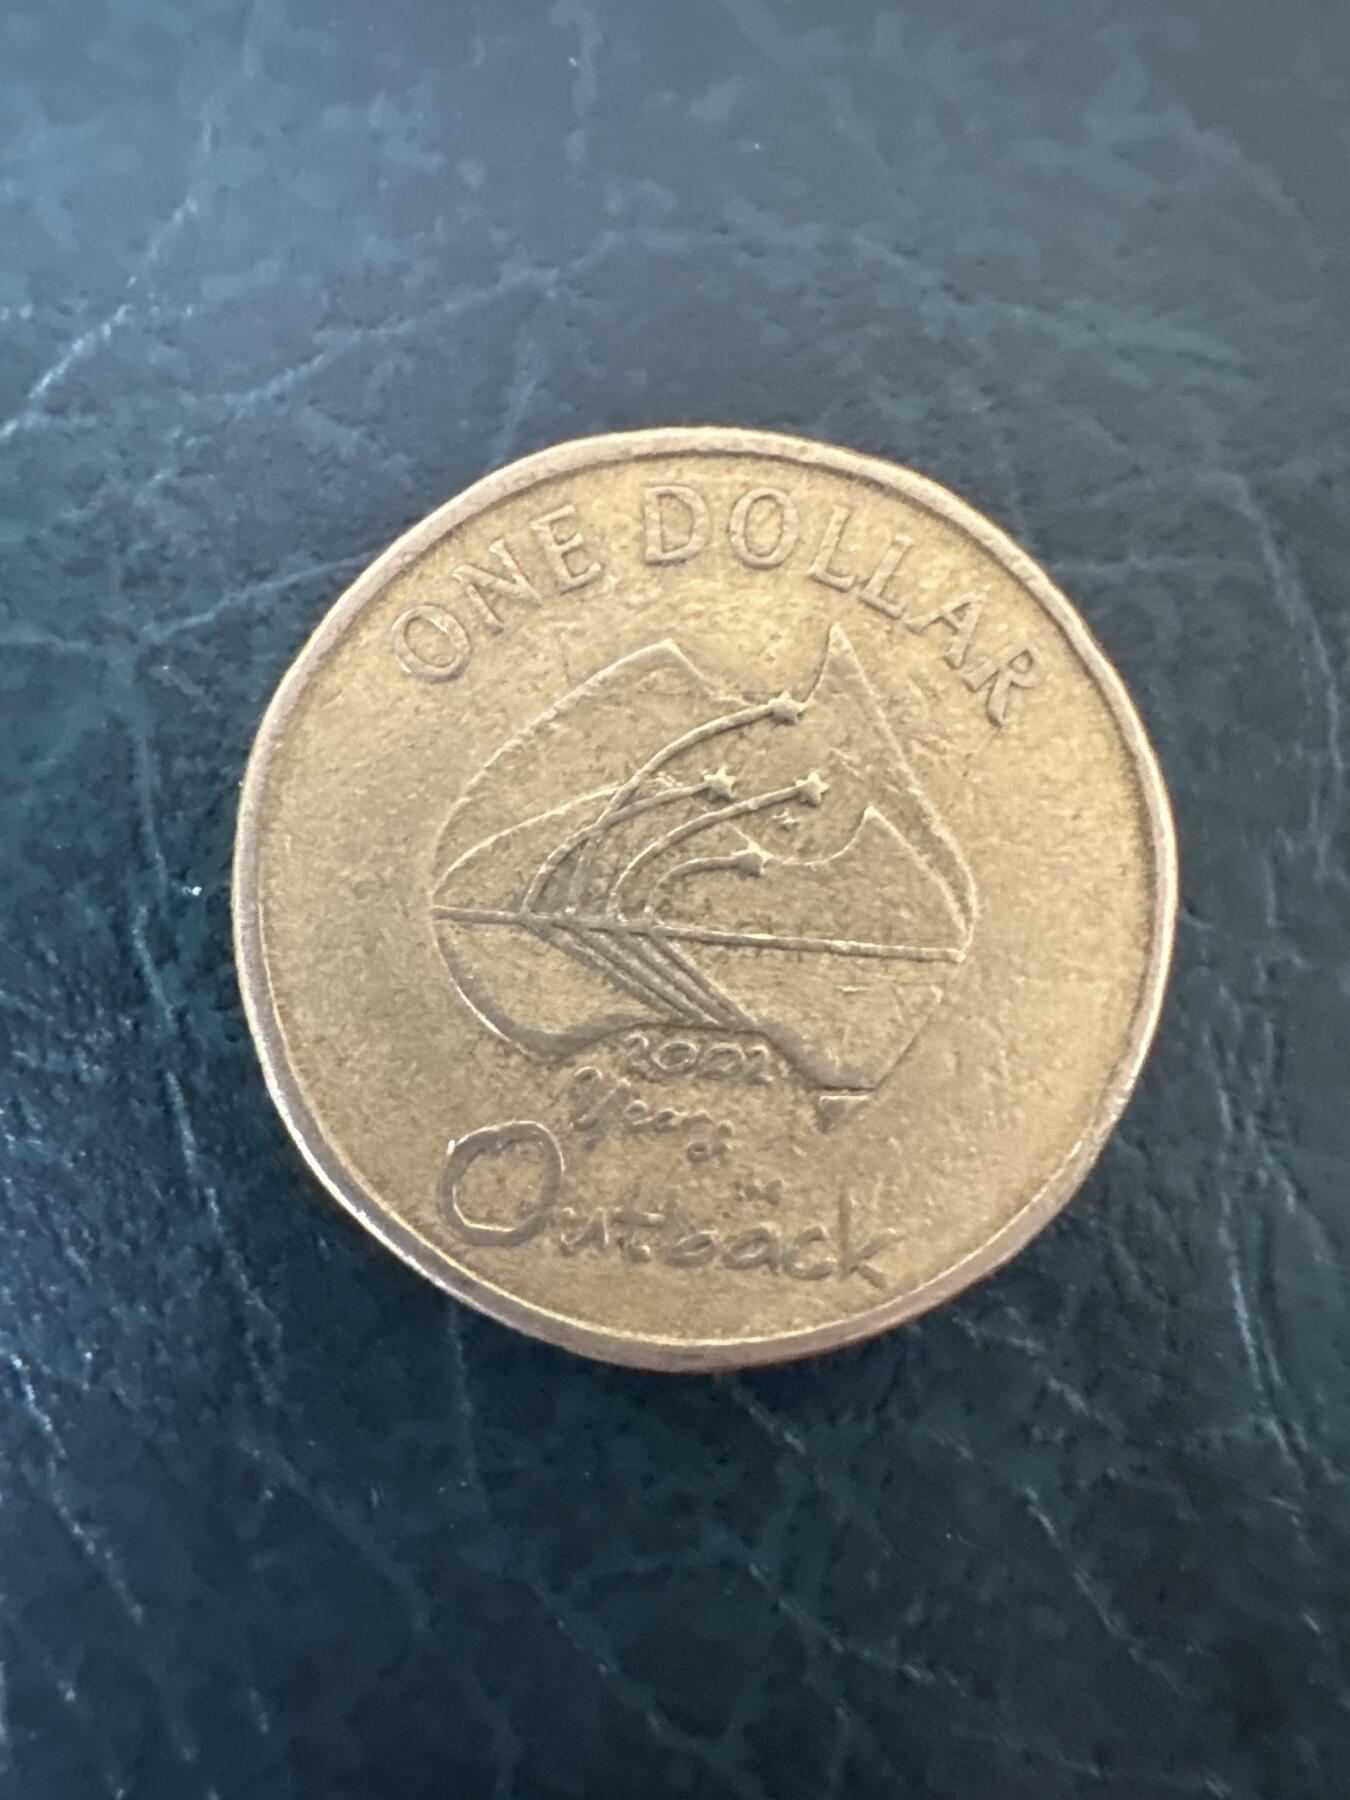 ONE DOLLAR
2002
Year of the
Outback